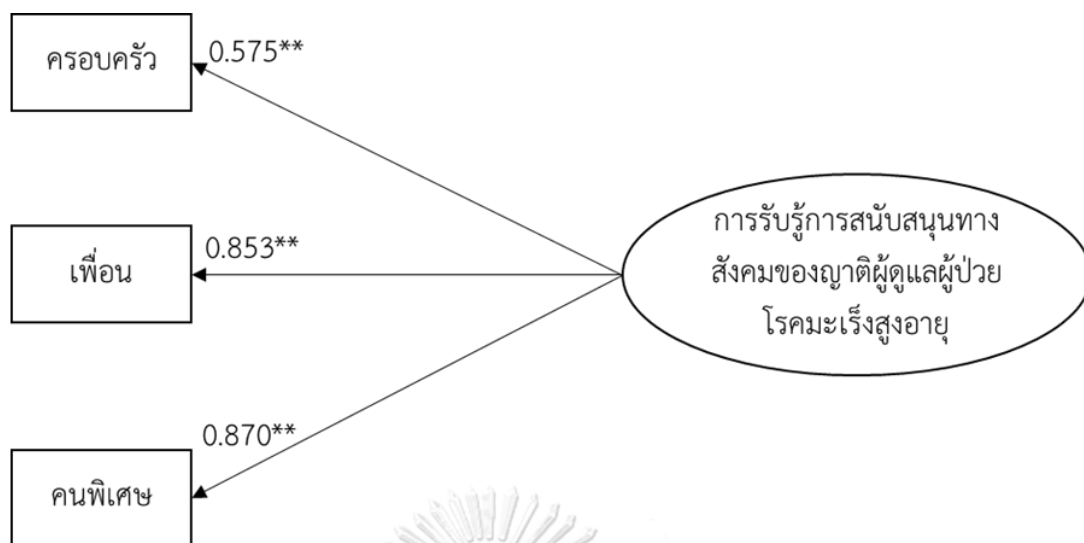 ครอบครัว
0.575**
เพื่อน
0.853**
การรับรู้การสนับสนุนทาง
สังคมของญาติผู้ดูแลผู้ป่วย
โรคมะเร็งสูงอายุ
0.870**
คนพิเศษ